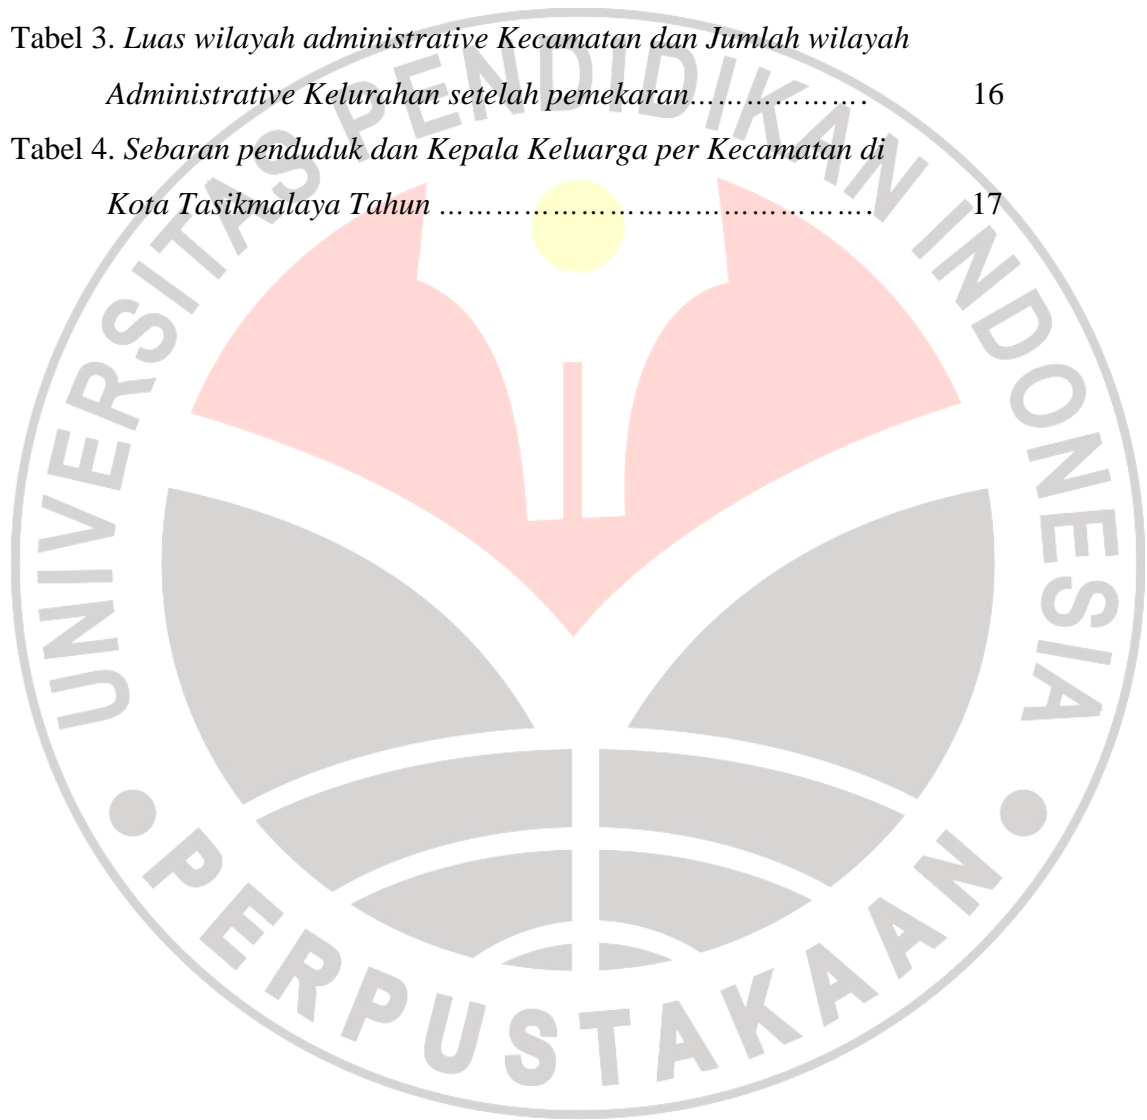 Tabel 3. Luas wilayah administrative Kecamatan dan Jumlah wilayah
Administrative Kelurahan setelah pemekaran………………. 16
Tabel 4. Sebaran penduduk dan Kepala Keluarga per Kecamatan di
Kota Tasikmalaya Tahun ………………………………………. 17
UNIVERSITAS PENDIDIKAN INDONESIA
PERPUSTAKAAN